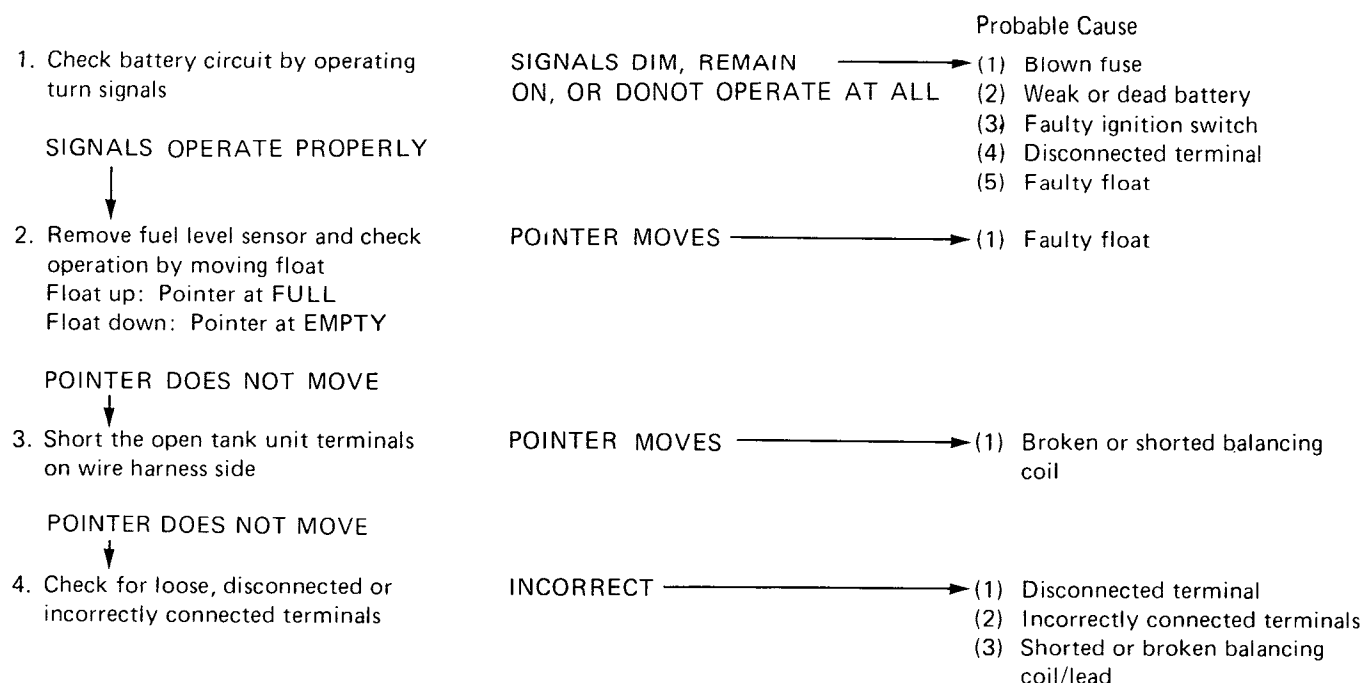 Probable Cause
1. Check battery circuit by operating
turn signals
SIGNALS DIM, REMAIN
ON, OR DONOT OPERATE AT ALL
(1) Blown fuse
(2) Weak or dead battery
(3) Faulty ignition switch
(4) Disconnected terminal
(5) Faulty float
SIGNALS OPERATE PROPERLY
2. Remove fuel level sensor and check
operation by moving float
Float up: Pointer at FULL
Float down: Pointer at EMPTY
POINTER MOVES
(1) Faulty float
POINTER DOES NOT MOVE
3. Short the open tank unit terminals
on wire harness side
POINTER MOVES
(1) Broken or shorted balancing
coil
POINTER DOES NOT MOVE
4. Check for loose, disconnected or
incorrectly connected terminals
INCORRECT
(1) Disconnected terminal
(2) Incorrectly connected terminals
(3) Shorted or broken balancing
coil/lead